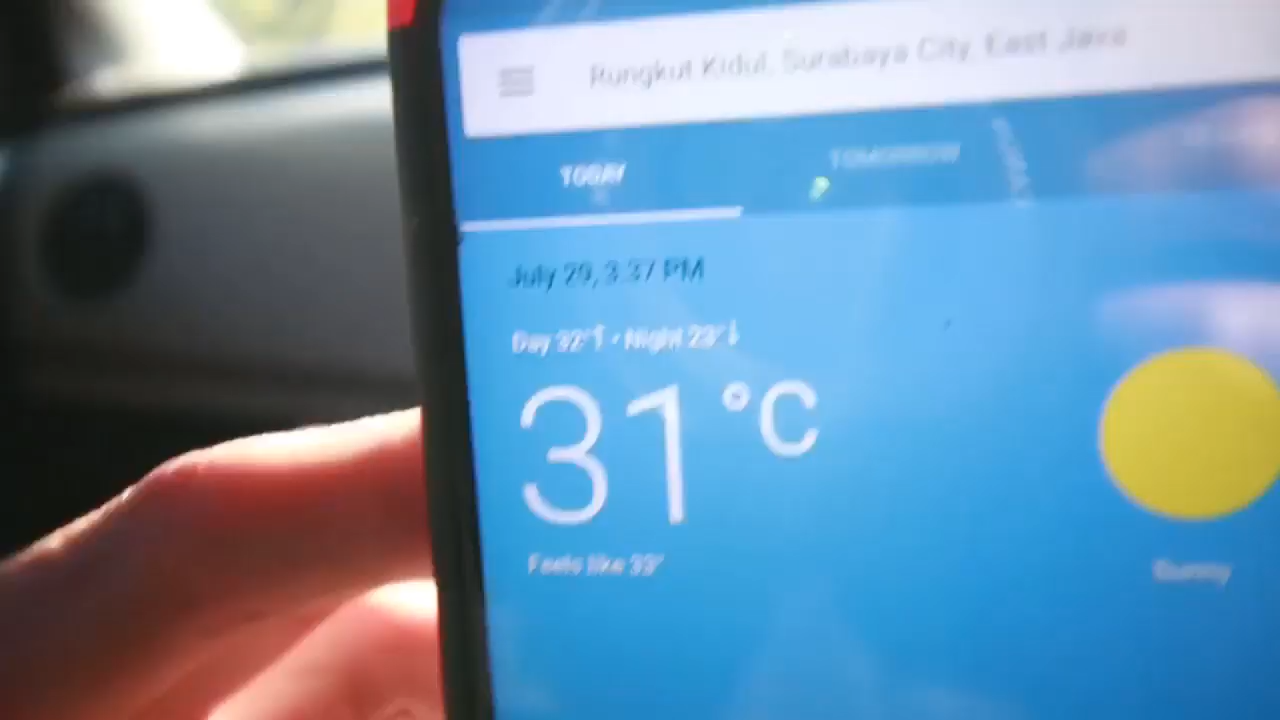 Rungkut Kidul, Surabaya City, East Java
TODAY
TOMORROW
July 29, 3.37 PM
Day 32°↑ · Night 23°↓
31°C
Feels like 33°
Sunny